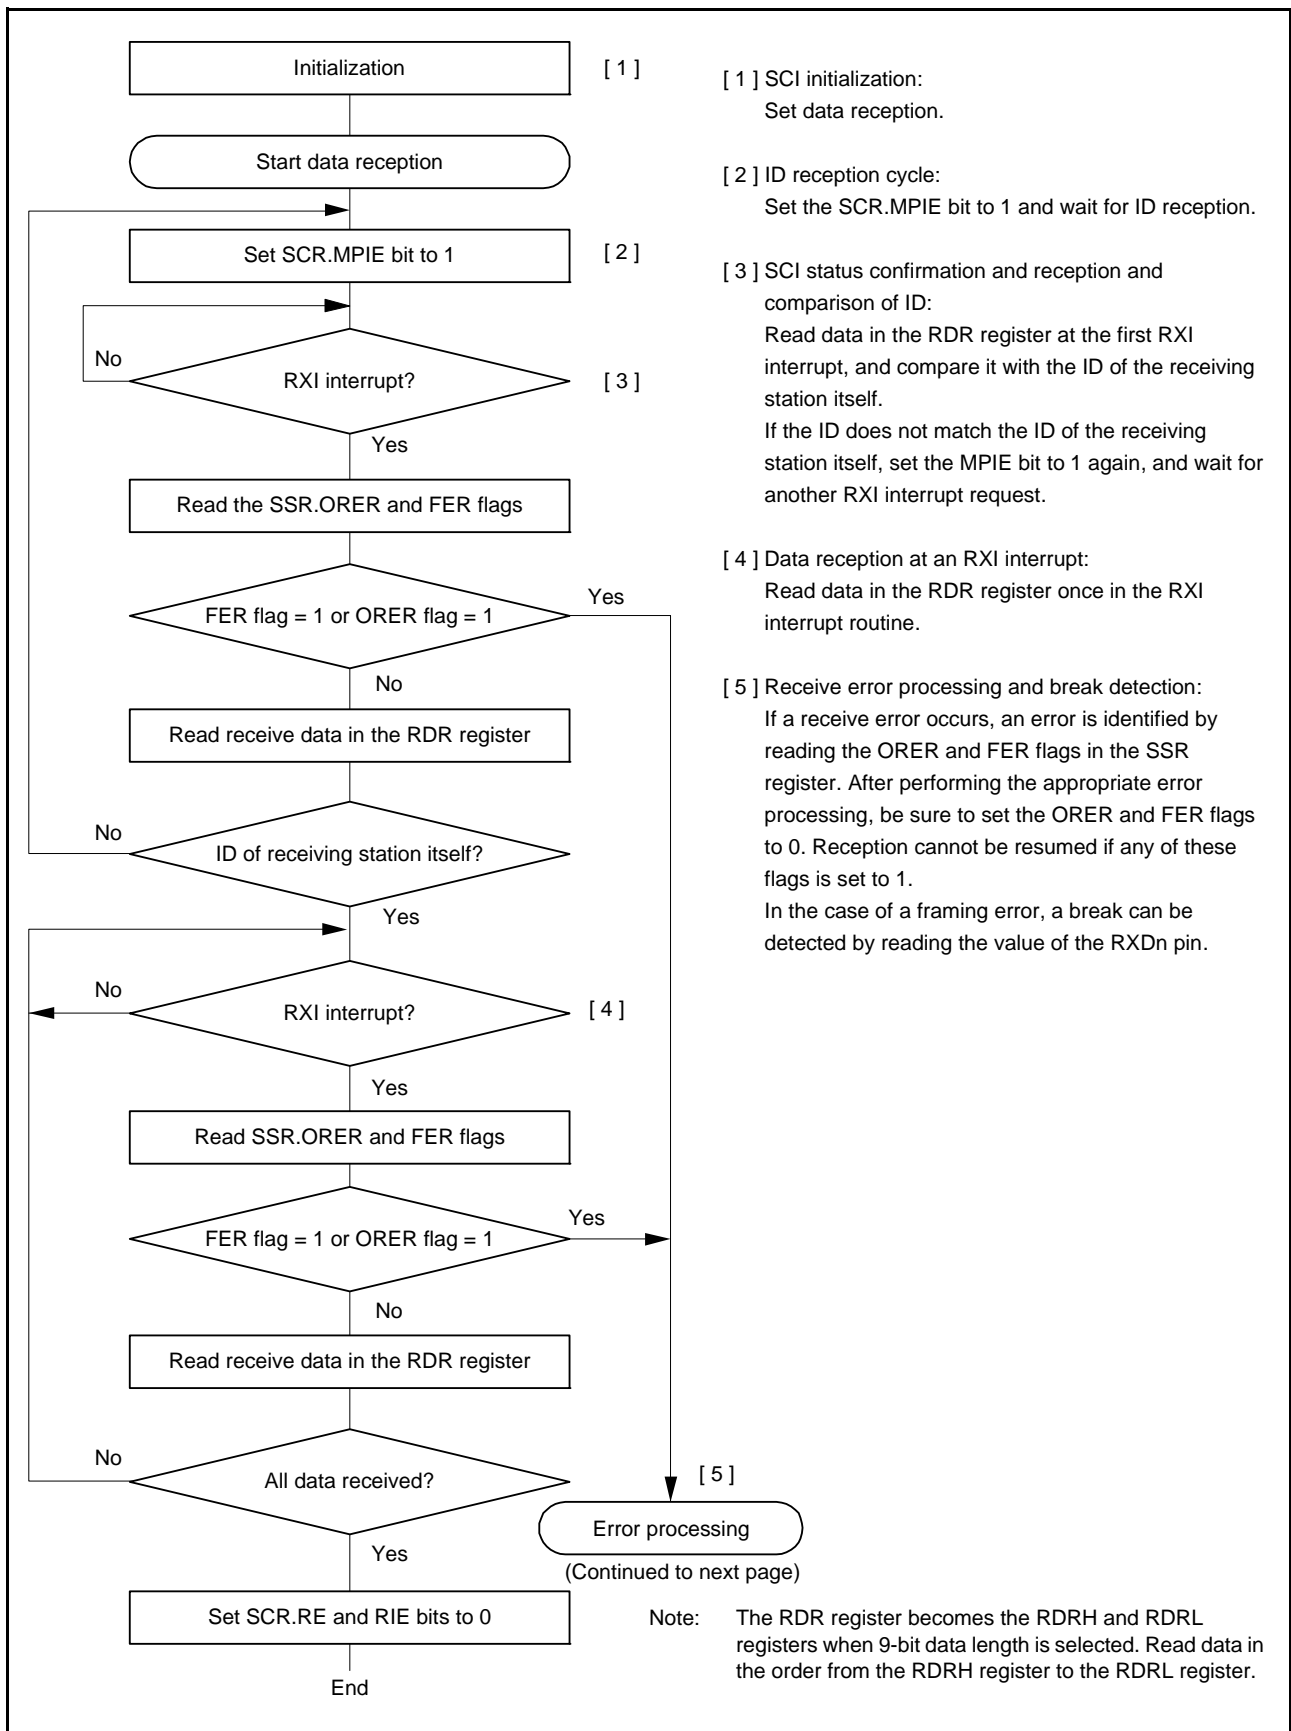 Initialization
[ 1 ]
Start data reception
Set SCR.MPIE bit to 1
[ 2 ]
No
RXI interrupt?
[ 3 ]
Yes
Read the SSR.ORER and FER flags
FER flag = 1 or ORER flag = 1
Yes
No
Read receive data in the RDR register
No
ID of receiving station itself?
Yes
No
RXI interrupt?
[ 4 ]
Yes
Read SSR.ORER and FER flags
FER flag = 1 or ORER flag = 1
Yes
No
Read receive data in the RDR register
No
All data received?
Yes
[ 5 ]
Error processing
(Continued to next page)
Set SCR.RE and RIE bits to 0
End
[ 1 ] SCI initialization:
Set data reception.
[ 2 ] ID reception cycle:
Set the SCR.MPIE bit to 1 and wait for ID reception.
[ 3 ] SCI status confirmation and reception and
comparison of ID:
Read data in the RDR register at the first RXI
interrupt, and compare it with the ID of the receiving
station itself.
If the ID does not match the ID of the receiving
station itself, set the MPIE bit to 1 again, and wait for
another RXI interrupt request.
[ 4 ] Data reception at an RXI interrupt:
Read data in the RDR register once in the RXI
interrupt routine.
[ 5 ] Receive error processing and break detection:
If a receive error occurs, an error is identified by
reading the ORER and FER flags in the SSR
register. After performing the appropriate error
processing, be sure to set the ORER and FER flags
to 0. Reception cannot be resumed if any of these
flags is set to 1.
In the case of a framing error, a break can be
detected by reading the value of the RXDn pin.
Note: The RDR register becomes the RDRH and RDRL
registers when 9-bit data length is selected. Read data in
the order from the RDRH register to the RDRL register.